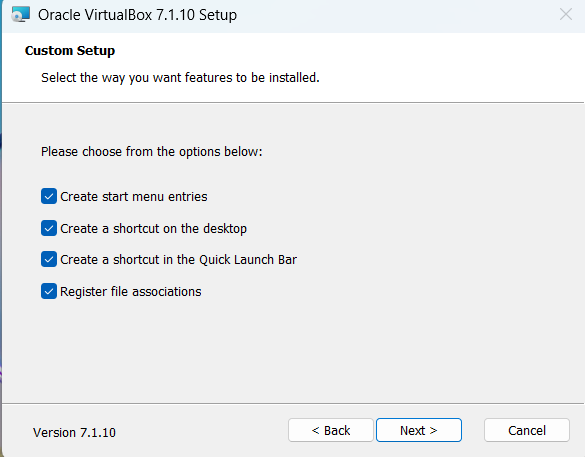 Oracle VirtualBox 7.1.10 Setup
Custom Setup
Select the way you want features to be installed.
Please choose from the options below:
Create start menu entries
Create a shortcut on the desktop
Create a shortcut in the Quick Launch Bar
Register file associations
Version 7.1.10
< Back
Next >
Cancel